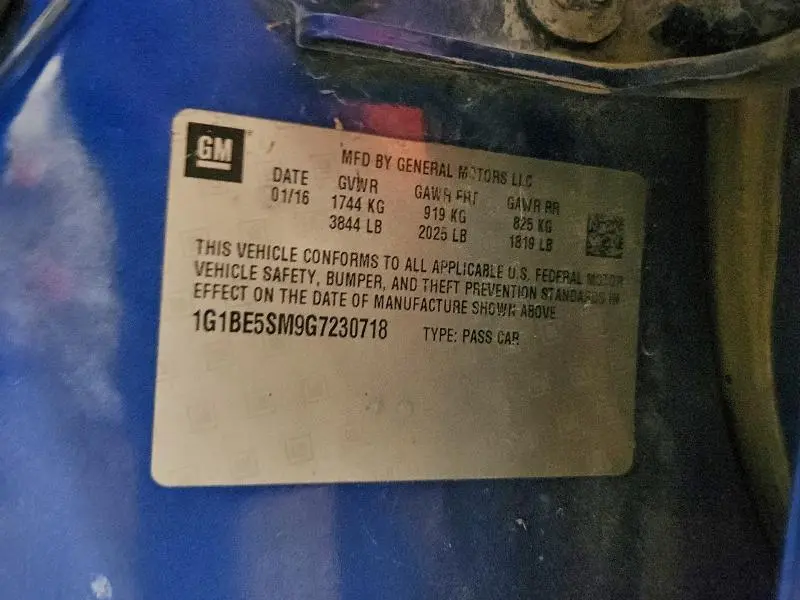 GM
MFD BY GENERAL MOTORS LLC
DATE GVWR GAWR FRT GAWR RR
01/16 1744 KG 919 KG 825 KG
3844 LB 2025 LB 1819 LB
THIS VEHICLE CONFORMS TO ALL APPLICABLE U.S. FEDERAL MOTOR
VEHICLE SAFETY, BUMPER, AND THEFT PREVENTION STANDARDS IN
EFFECT ON THE DATE OF MANUFACTURE SHOWN ABOVE
1G1BE5SM9G7230718 TYPE: PASS CAR